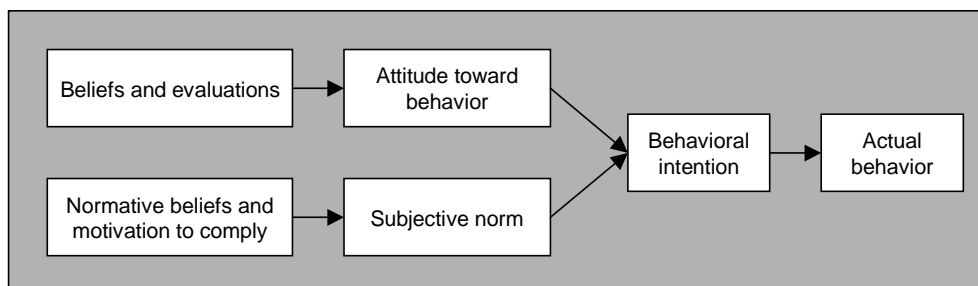 Beliefs and evaluations
Attitude toward
behavior
Behavioral
intention
Actual
behavior
Normative beliefs and
motivation to comply
Subjective norm